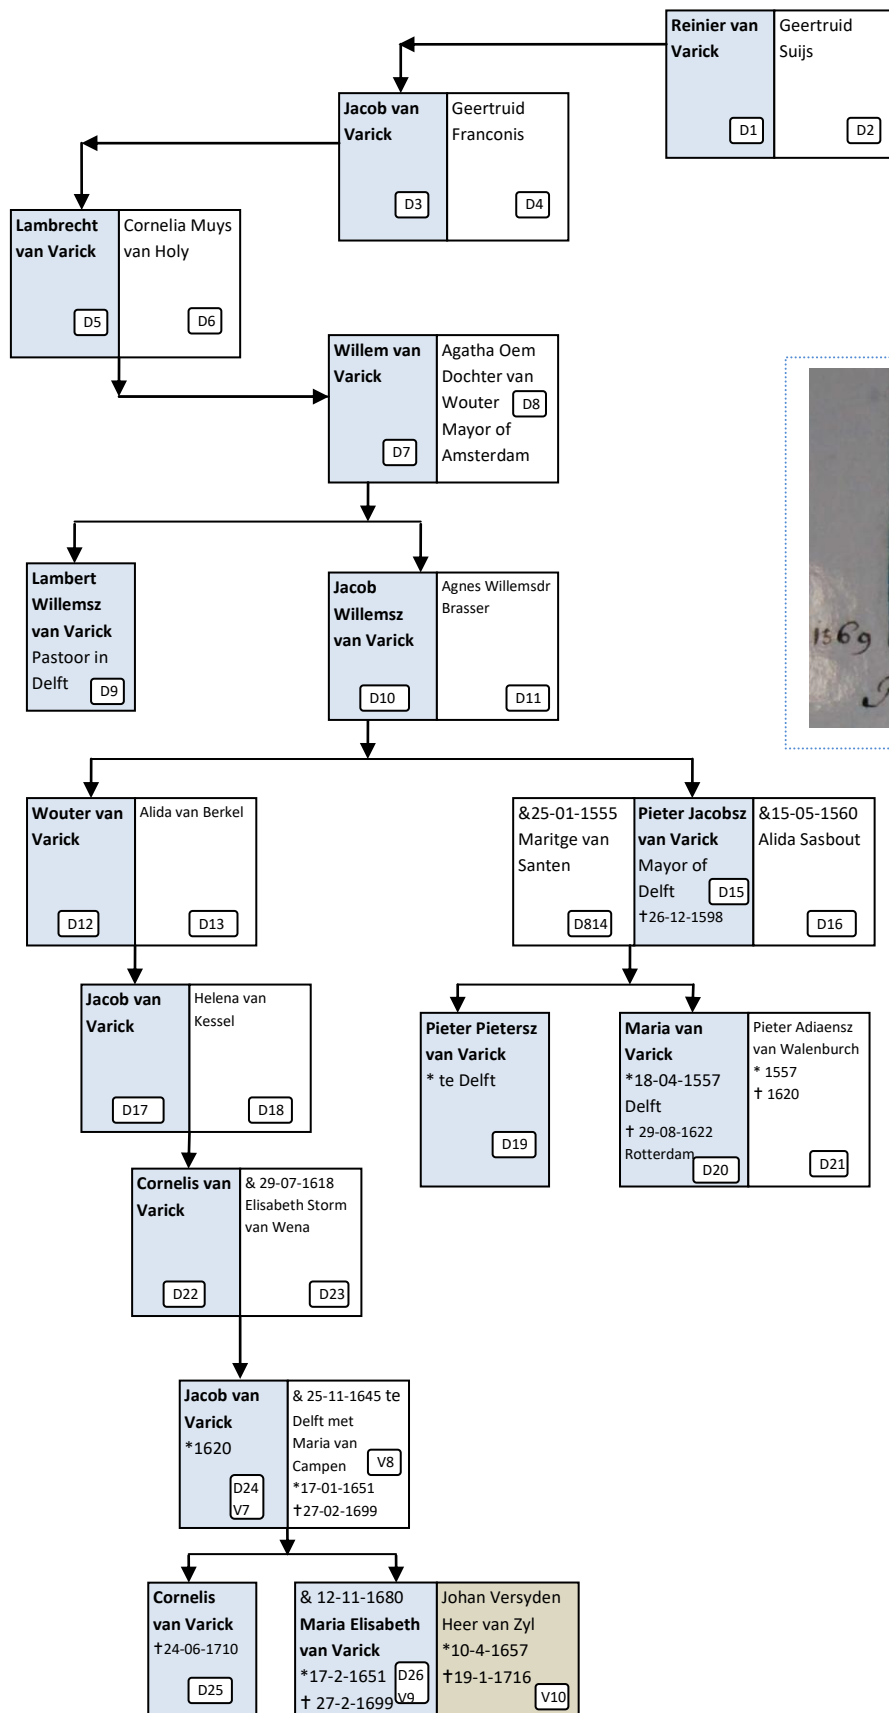 Reinier van
Varick
D1
Geertruid
Suijs
D2
Jacob van
Varick
D3
Geertruid
Franconis
D4
Lambrecht
van Varick
D5
Cornelia Muys
van Holy
D6
Willem van
Varick
D7
Agatha Oem
Dochter van
Wouter D8
Mayor of
Amsterdam
Lambert
Willemsz
van Varick
Pastoor in
Delft D9
Jacob
Willemsz
van Varick
D10
Agnes Willemsdr
Brasser
D11
1569
Wouter van
Varick
D12
Alida van Berkel
D13
&25-01-1555
Maritge van
Santen
D814
Pieter Jacobsz
van Varick
Mayor of
Delft D15
†26-12-1598
&15-05-1560
Alida Sasbout
D16
Jacob van
Varick
D17
Helena van
Kessel
D18
Pieter Pietersz
van Varick
* te Delft
D19
Maria van
Varick
*18-04-1557
Delft
† 29-08-1622
Rotterdam
D20
Pieter Adiaensz
van Walenburch
* 1557
† 1620
D21
Cornelis van
Varick
D22
& 29-07-1618
Elisabeth Storm
van Wena
D23
Jacob van
Varick
*1620
D24
V7
& 25-11-1645 te
Delft met
Maria van
Campen V8
*17-01-1651
†27-02-1699
Cornelis
van Varick
†24-06-1710
D25
& 12-11-1680
Maria Elisabeth
van Varick
*17-2-1651 D26
† 27-2-1699 V9
Johan Versyden
Heer van Zyl
*10-4-1657
†19-1-1716
V10